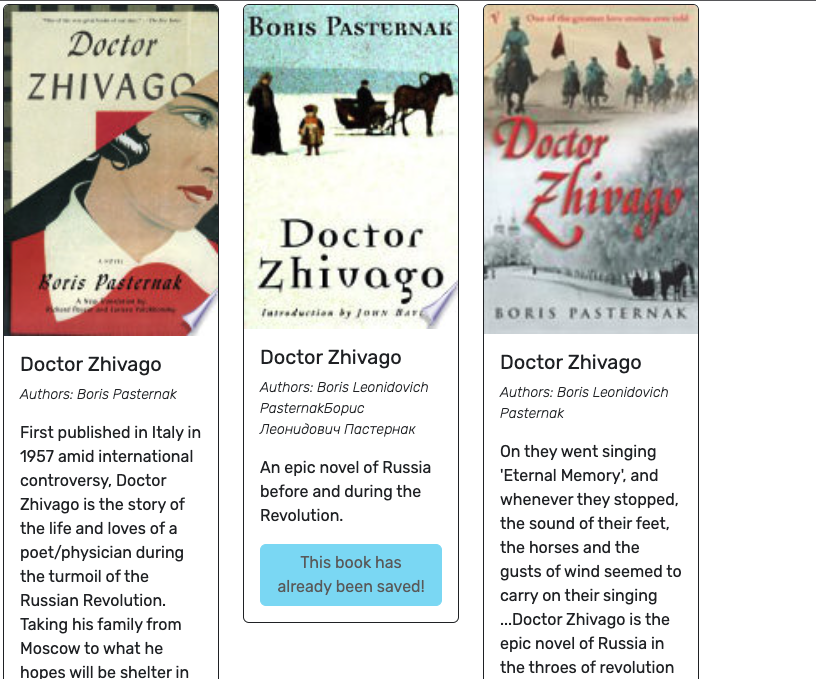 "One of the very great books of our time." —The New Yorker
Doctor
ZHIVAGO
A NOVEL
Boris Pasternak
A New Translation by
Richard Pevear and Larissa Volokhonsky
Doctor Zhivago
Authors: Boris Pasternak
First published in Italy in
1957 amid international
controversy, Doctor
Zhivago is the story of
the life and loves of a
poet/physician during
the turmoil of the
Russian Revolution.
Taking his family from
Moscow to what he
hopes will be shelter in
BORIS PASTERNAK
Doctor
Zhivago
Introduction by JOHN
Doctor Zhivago
Authors: Boris Leonidovich
PasternakБорис
Леонидович Пастернак
An epic novel of Russia
before and during the
Revolution.
This book has
already been saved!
One of the greatest love stories ever told
Doctor
Zhivago
BORIS PASTERNAK
Doctor Zhivago
Authors: Boris Leonidovich
Pasternak
On they went singing
'Eternal Memory', and
whenever they stopped,
the sound of their feet,
the horses and the
gusts of wind seemed to
carry on their singing
...Doctor Zhivago is the
epic novel of Russia in
the throes of revolution